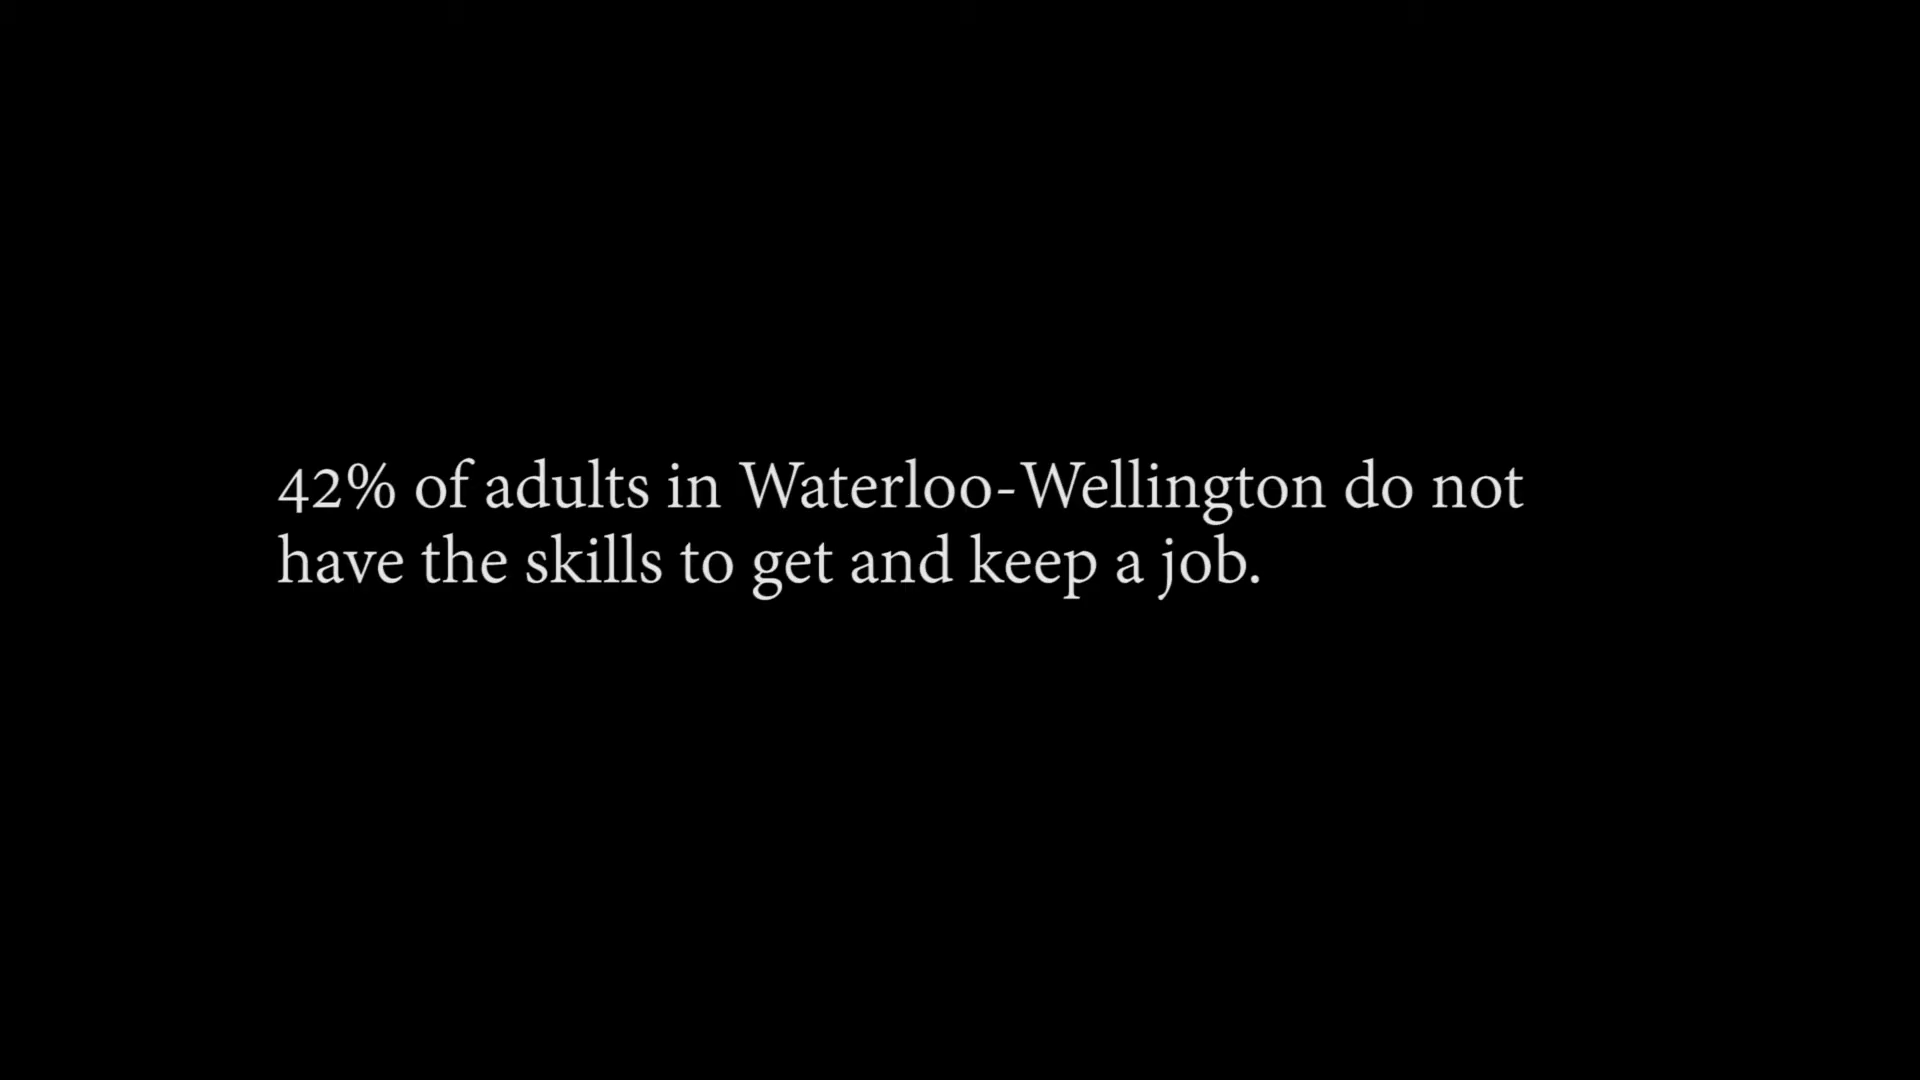 42% of adults in Waterloo-Wellington do not
have the skills to get and keep a job.